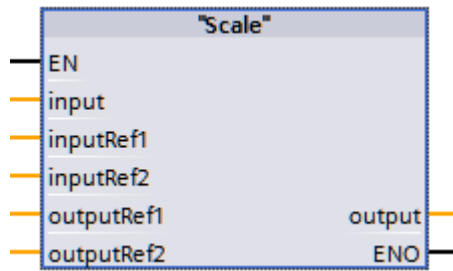 "Scale"
EN
input
inputRef1
inputRef2
outputRef1 output
outputRef2 ENO